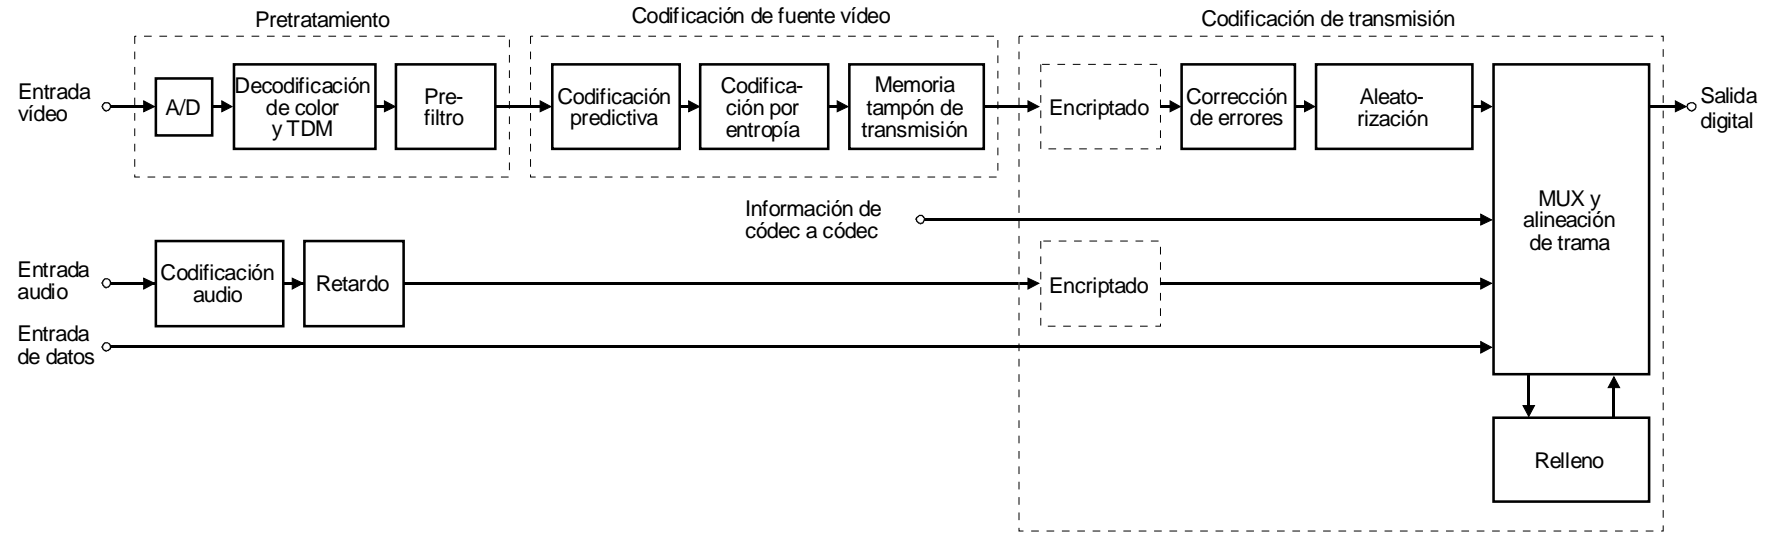 Pretratamiento
Codificación de fuente vídeo
Codificación de transmisión
Entrada
vídeo
A/D
Decodificación
de color
y TDM
Pre-
filtro
Codificación
predictiva
Codifica-
ción por
entropía
Memoria
tampón de
transmisión
Encriptado
Corrección
de errores
Aleato-
rización
MUX y
alineación
de trama
Salida
digital
Información de
códec a códec
Entrada
audio
Codificación
audio
Retardo
Encriptado
Entrada
de datos
Relleno